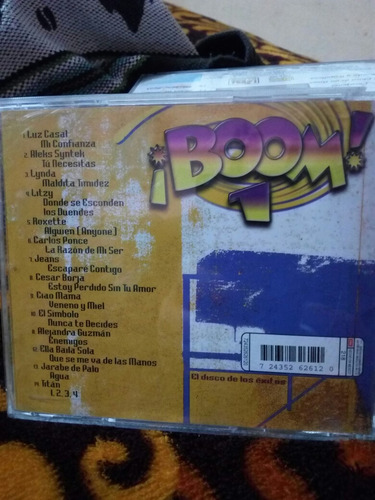 ¡BOOM!
1
1. Luz Casal
Mi Confianza
2. Aleks Syntek
Tú Necesitas
3. Lynda
Maldita Timidez
4. Litzy
Donde se Esconden
los Duendes
5. Roxette
Alguien (Anyone)
6. Carlos Ponce
La Razón de Mi Ser
7. Jeans
Escaparé Contigo
8. Cesar Borja
Estoy Perdido Sin Tu Amor
9. Ciao Mama
Veneno y Miel
10. El Símbolo
Nunca te Decides
11. Alejandra Guzmán
Enemigos
12. Ella Baila Sola
Que se me va de las Manos
13. Jarabe de Palo
Agua
14. Titán
1, 2, 3, 4
7 24352 62612 0
El disco de los éxitos